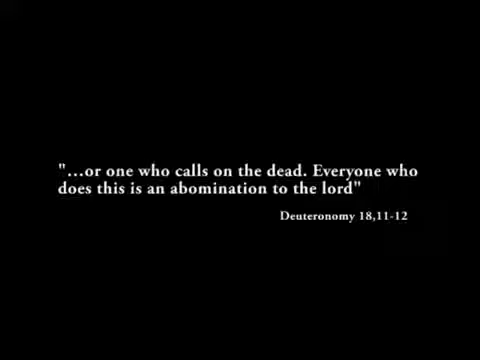 "...or one who calls on the dead. Everyone who
does this is an abomination to the lord"
Deuteronomy 18,11-12